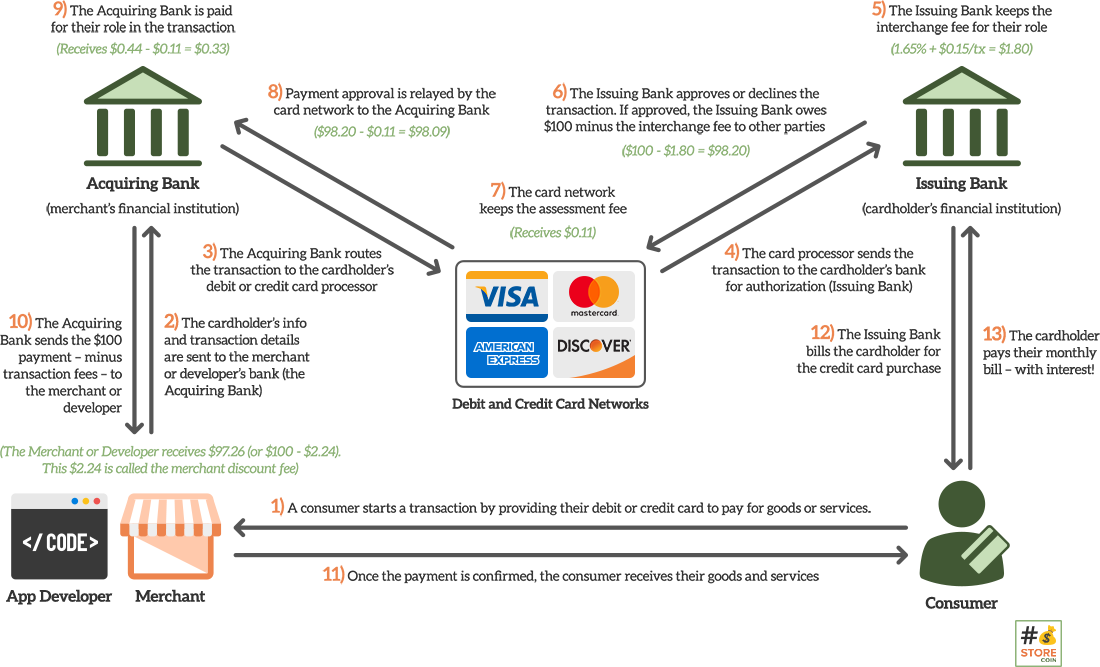 9) The Acquiring Bank is paid
for their role in the transaction
(Receives $0.44 - $0.11 = $0.33)
5) The Issuing Bank keeps the
interchange fee for their role
(1.65% + $0.15/tx = $1.80)
8) Payment approval is relayed by the
card network to the Acquiring Bank
($98.20 - $0.11 = $98.09)
6) The Issuing Bank approves or declines the
transaction. If approved, the Issuing Bank owes
$100 minus the interchange fee to other parties
($100 - $1.80 = $98.20)
Acquiring Bank
(merchant's financial institution)
Issuing Bank
(cardholder's financial institution)
7) The card network
keeps the assessment fee
(Receives $0.11)
3) The Acquiring Bank routes
the transaction to the cardholder's
debit or credit card processor
4) The card processor sends the
transaction to the cardholder's bank
for authorization (Issuing Bank)
VISA
mastercard
AMERICAN
EXPRESS
DISCOVER
Debit and Credit Card Networks
10) The Acquiring
Bank sends the $100
payment – minus
transaction fees – to
the merchant or
developer
2) The cardholder's info
and transaction details
are sent to the merchant
or developer's bank (the
Acquiring Bank)
12) The Issuing Bank
bills the cardholder for
the credit card purchase
13) The cardholder
pays their monthly
bill – with interest!
(The Merchant or Developer receives $97.26 (or $100 - $2.24).
This $2.24 is called the merchant discount fee)
</ CODE>
App Developer
Merchant
1) A consumer starts a transaction by providing their debit or credit card to pay for goods or services.
11) Once the payment is confirmed, the consumer receives their goods and services
Consumer
#$
STORE
COIN